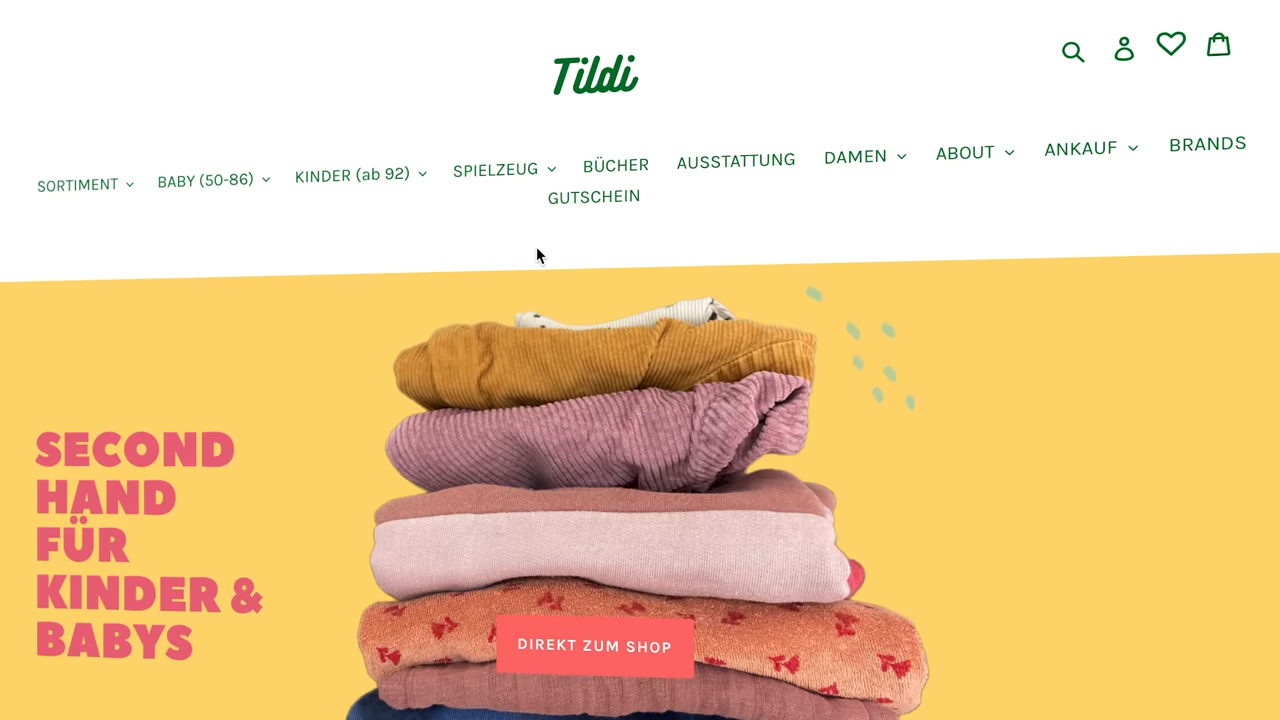 Tildi
SORTIMENT BABY (50-86) KINDER (ab 92) SPIELZEUG BÜCHER AUSSTATTUNG DAMEN ABOUT ANKAUF BRANDS
GUTSCHEIN
SECOND
HAND
FÜR
KINDER &
BABYS
DIREKT ZUM SHOP